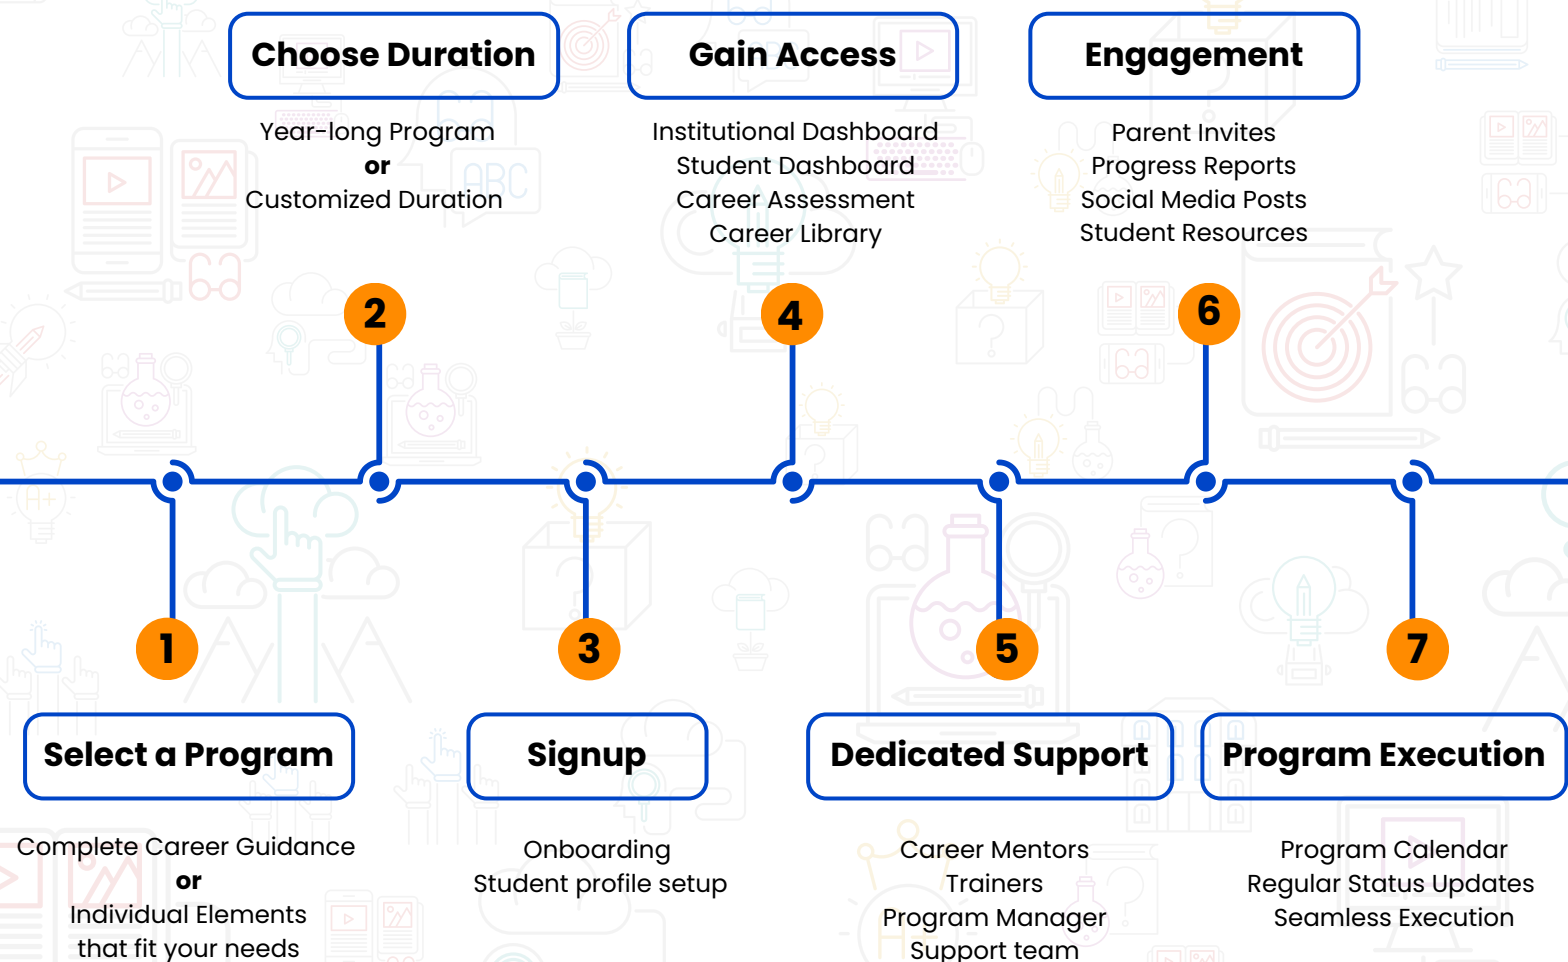 Choose Duration
Year-long Program
or
Customized Duration
2
Gain Access
Institutional Dashboard
Student Dashboard
Career Assessment
Career Library
4
Engagement
Parent Invites
Progress Reports
Social Media Posts
Student Resources
6
1
Select a Program
Complete Career Guidance
or
Individual Elements
that fit your needs
3
Signup
Onboarding
Student profile setup
5
Dedicated Support
Career Mentors
Trainers
Program Manager
Support team
7
Program Execution
Program Calendar
Regular Status Updates
Seamless Execution
ABC
A+